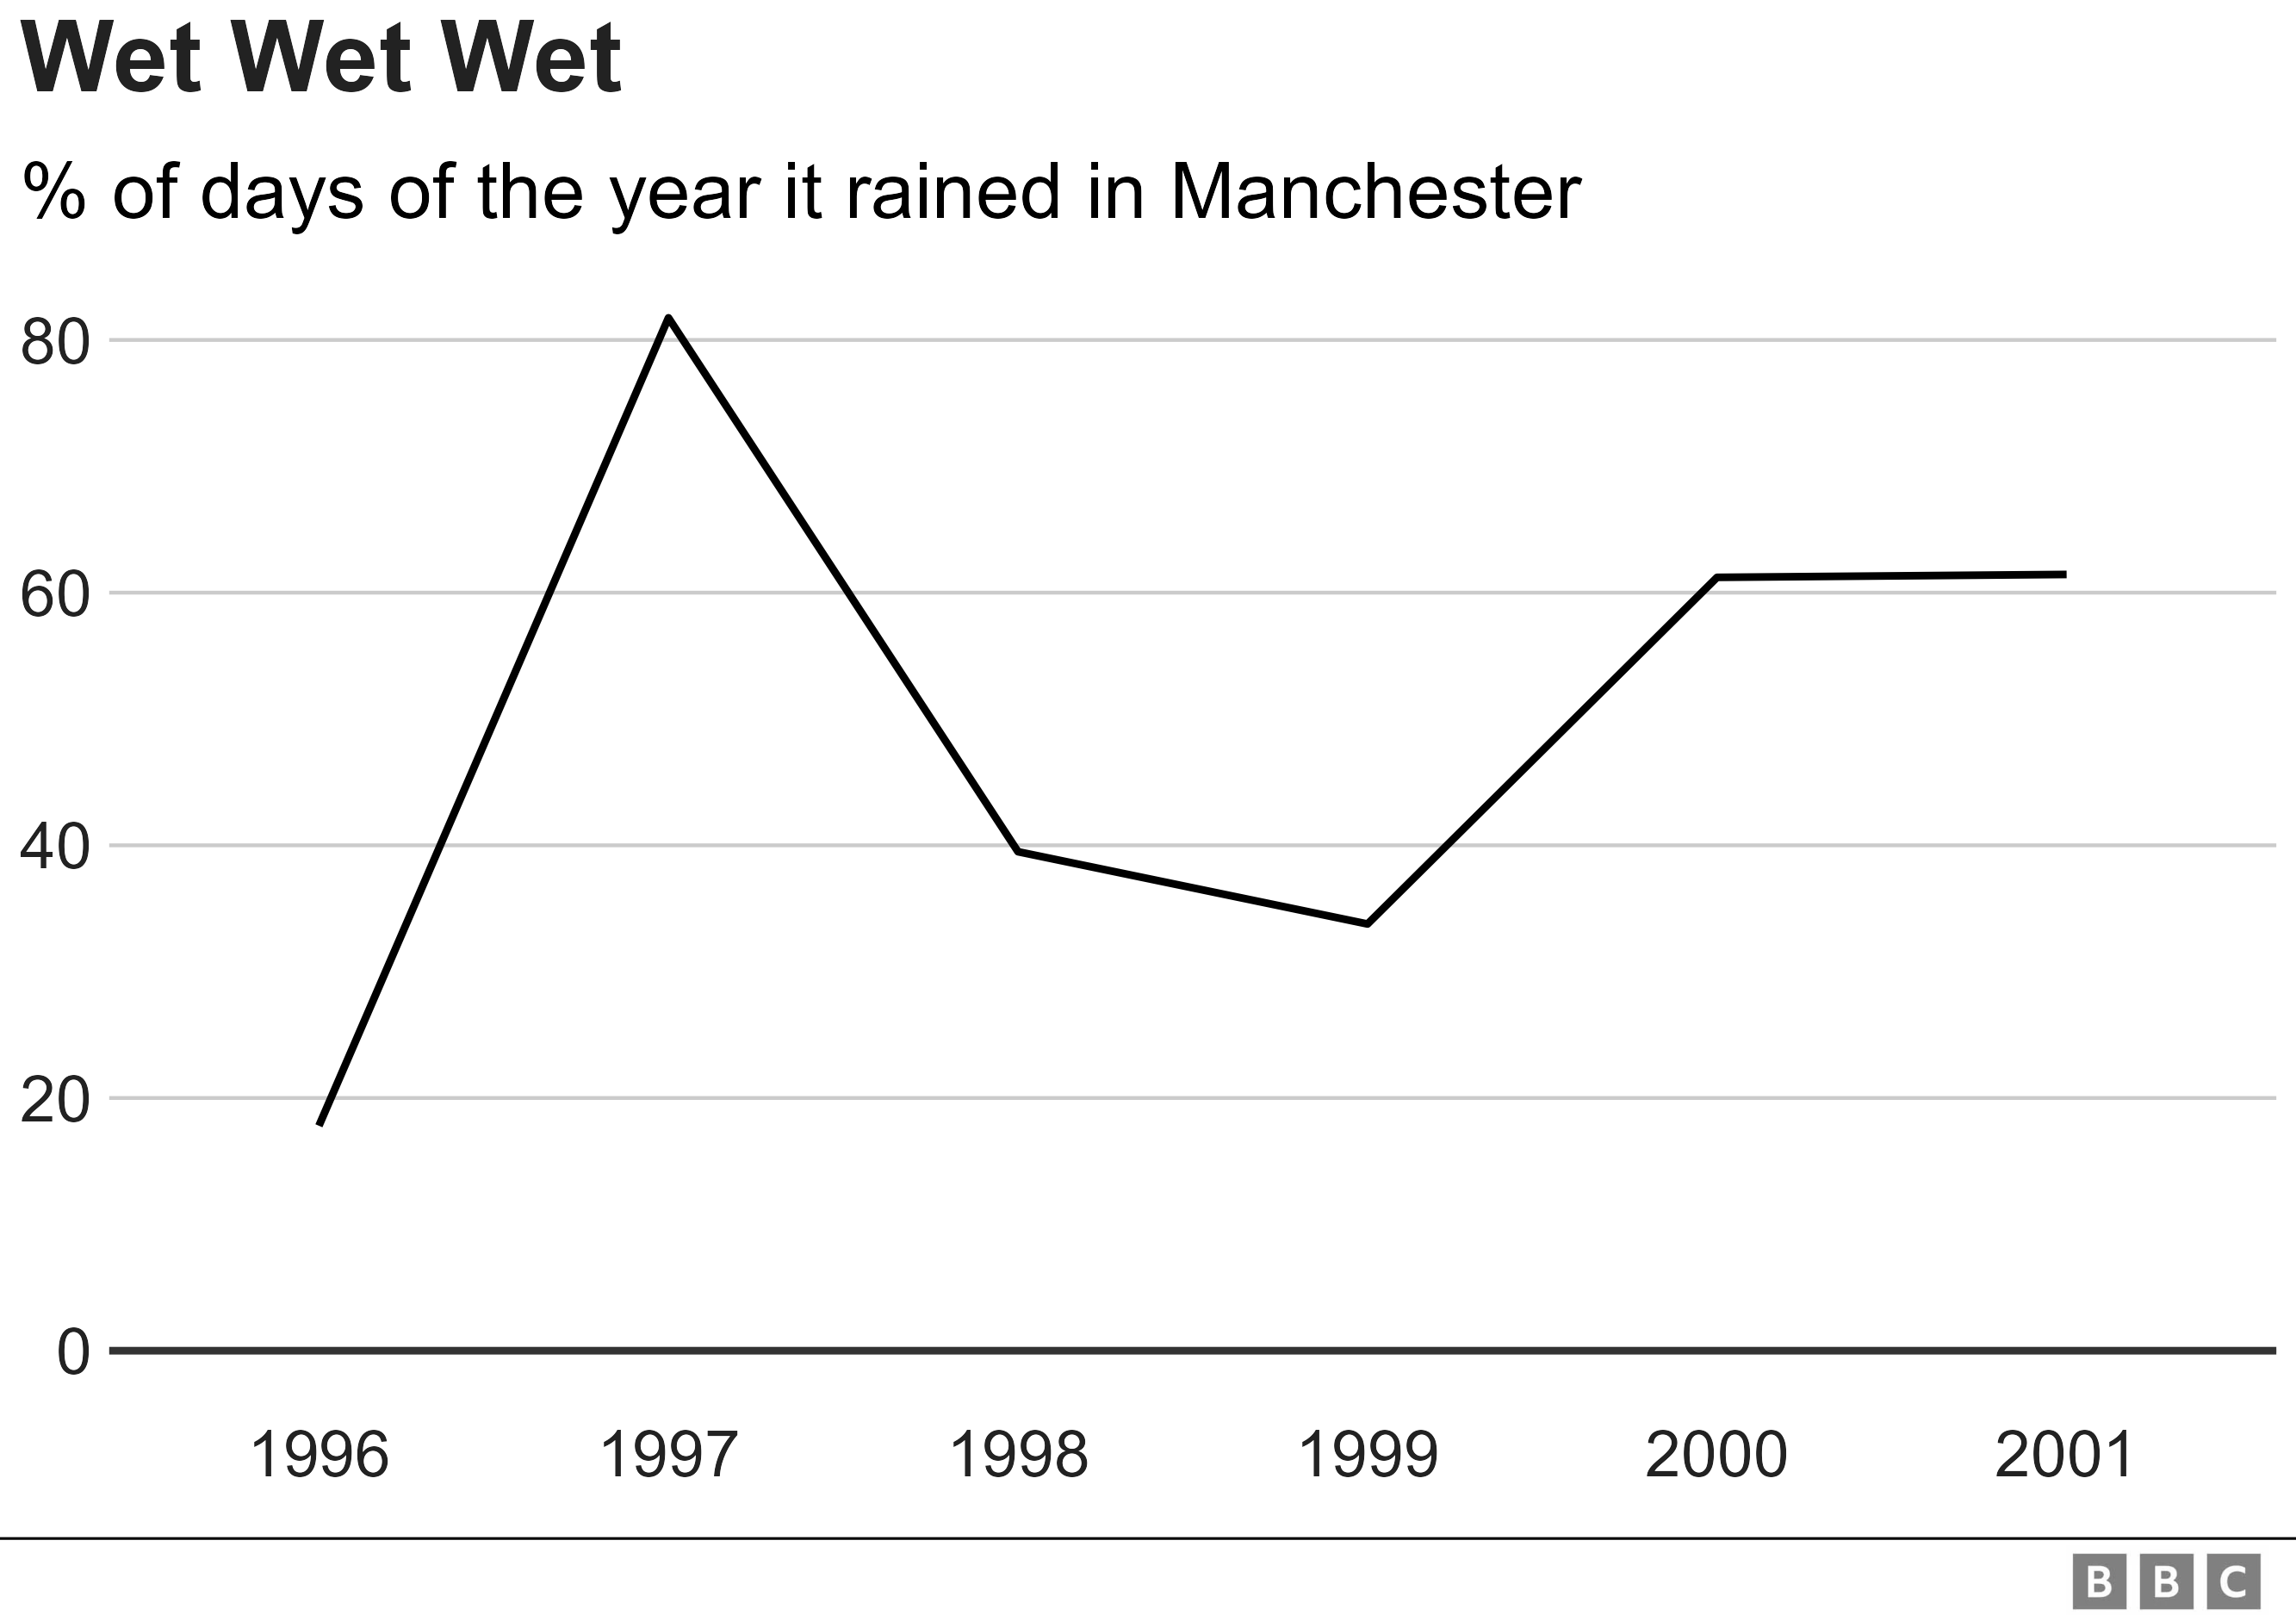 Wet Wet Wet
% of days of the year it rained in Manchester
80
60
40
20
0
1996 1997 1998 1999 2000 2001
BBC